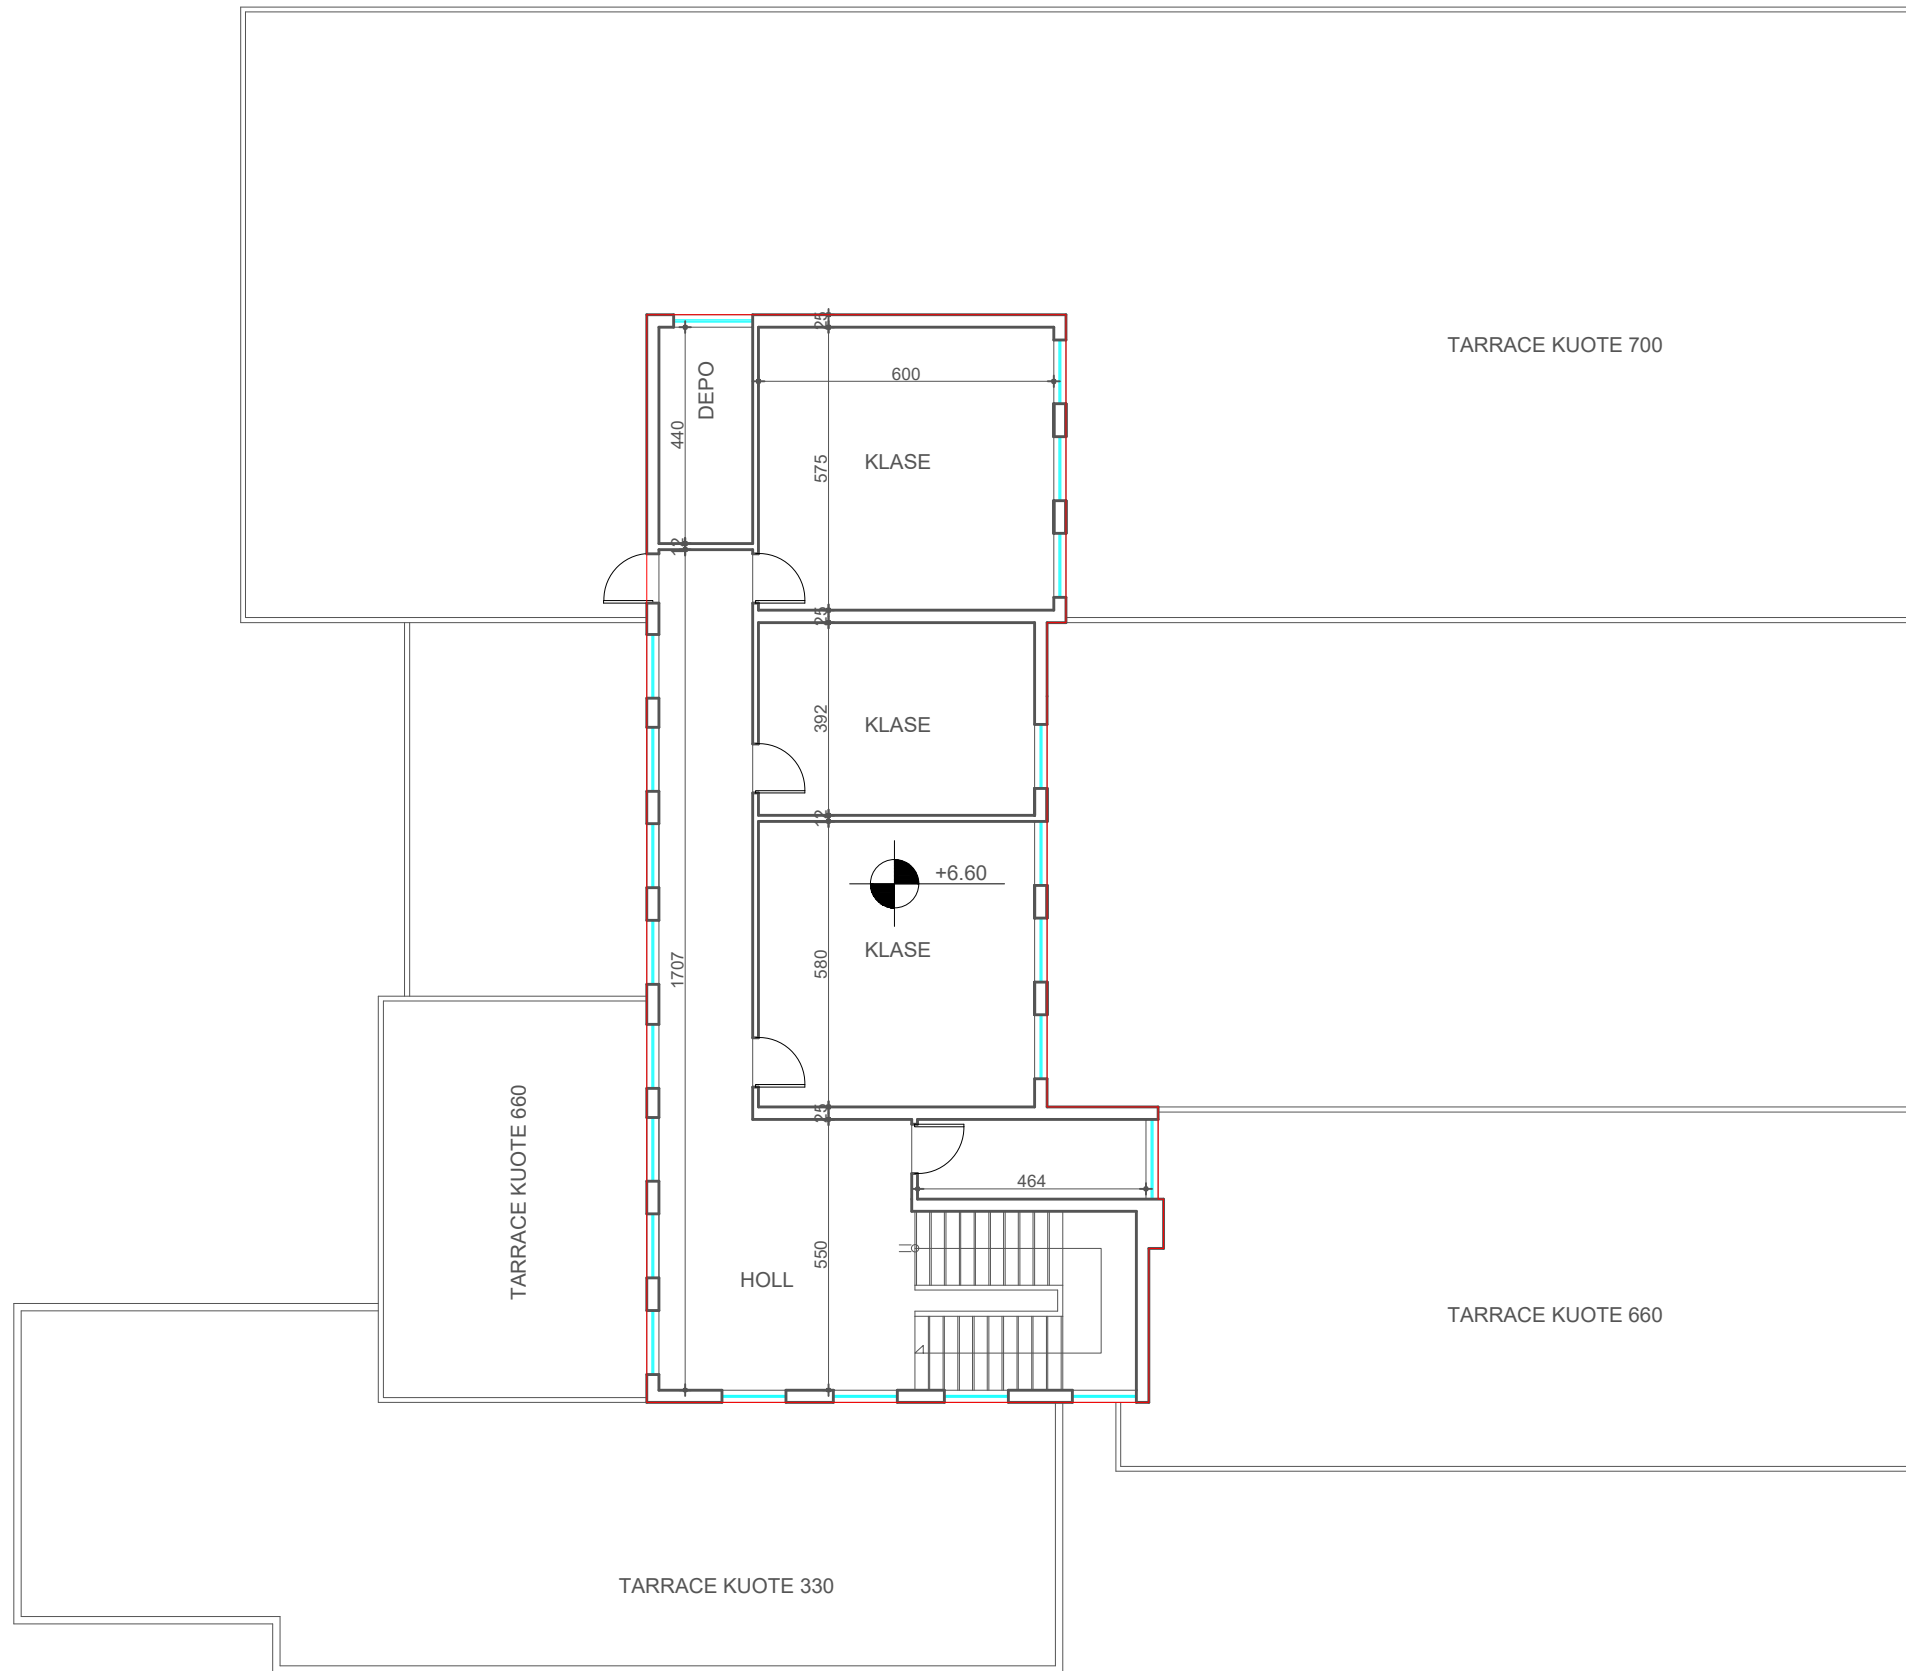 25
TARRACE KUOTE 700
600
DEPO
440
KLASE
575
12
25
392
KLASE
12
+6.60
KLASE
580
1707
25
TARRACE KUOTE 660
464
550
HOLL
TARRACE KUOTE 660
TARRACE KUOTE 330